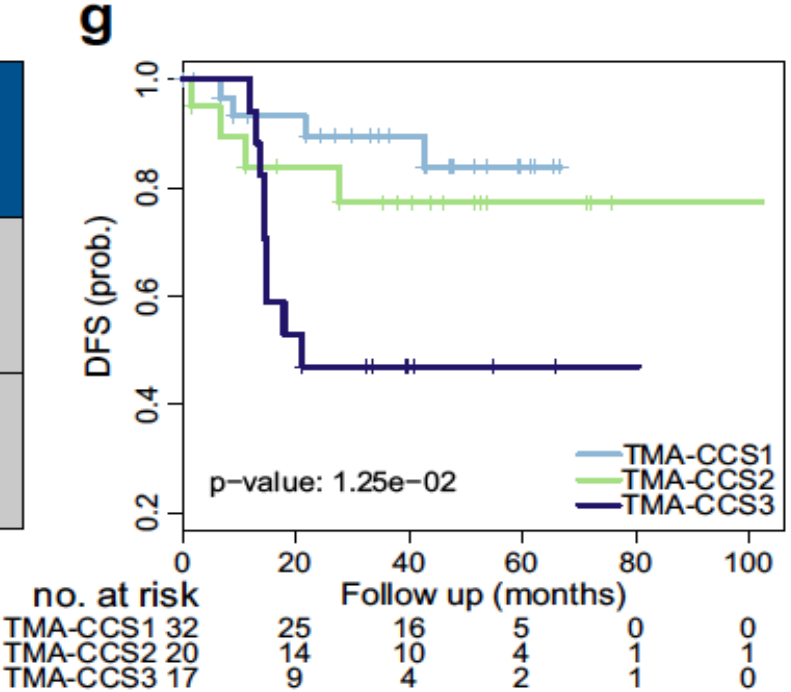 g
1.0
0.8
0.6
0.4
0.2
DFS (prob.)
p-value: 1.25e-02
TMA-CCS1
TMA-CCS2
TMA-CCS3
0 20 40 60 80 100
no. at risk Follow up (months)
TMA-CCS1 32 25 16 5 0 0
TMA-CCS2 20 14 10 4 1 1
TMA-CCS3 17 9 4 2 1 0